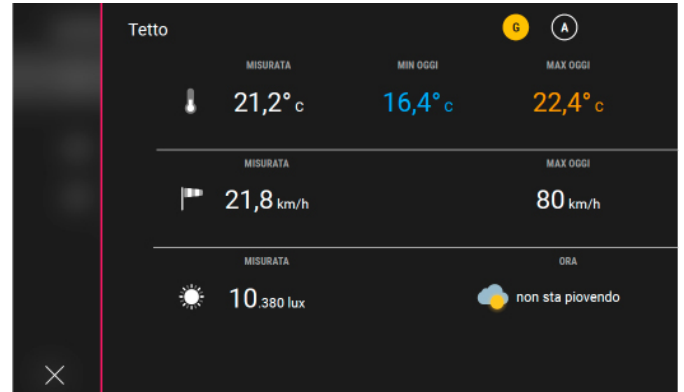 Tetto G A
MISURATA MIN OGGI MAX OGGI
21,2° c 16,4° c 22,4° c
MISURATA MAX OGGI
21,8 km/h 80 km/h
MISURATA ORA
10.380 lux non sta piovendo